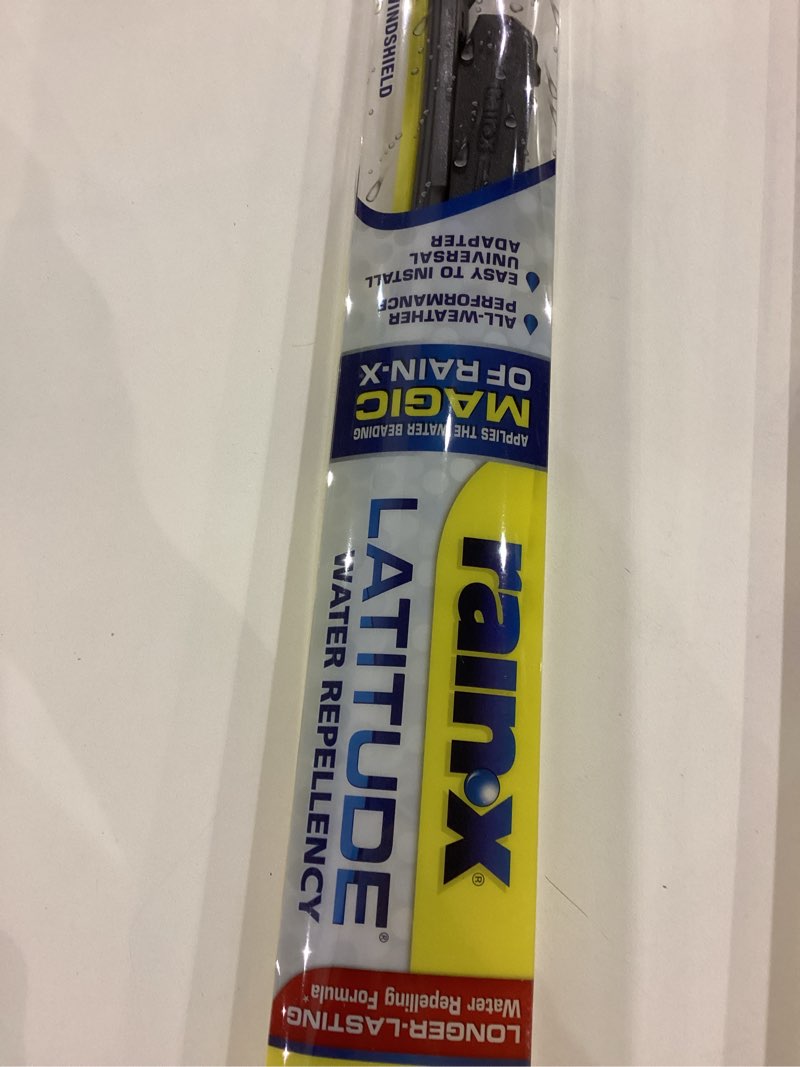 LONGER-LASTING
Water Repelling Formula*
rain-x®
LATITUDE®
WATER REPELLENCY
APPLIES THE WATER BEADING
MAGIC
OF RAIN-X®
ALL-WEATHER
PERFORMANCE
EASY TO INSTALL
UNIVERSAL
ADAPTER
WINDSHIELD
rain-x